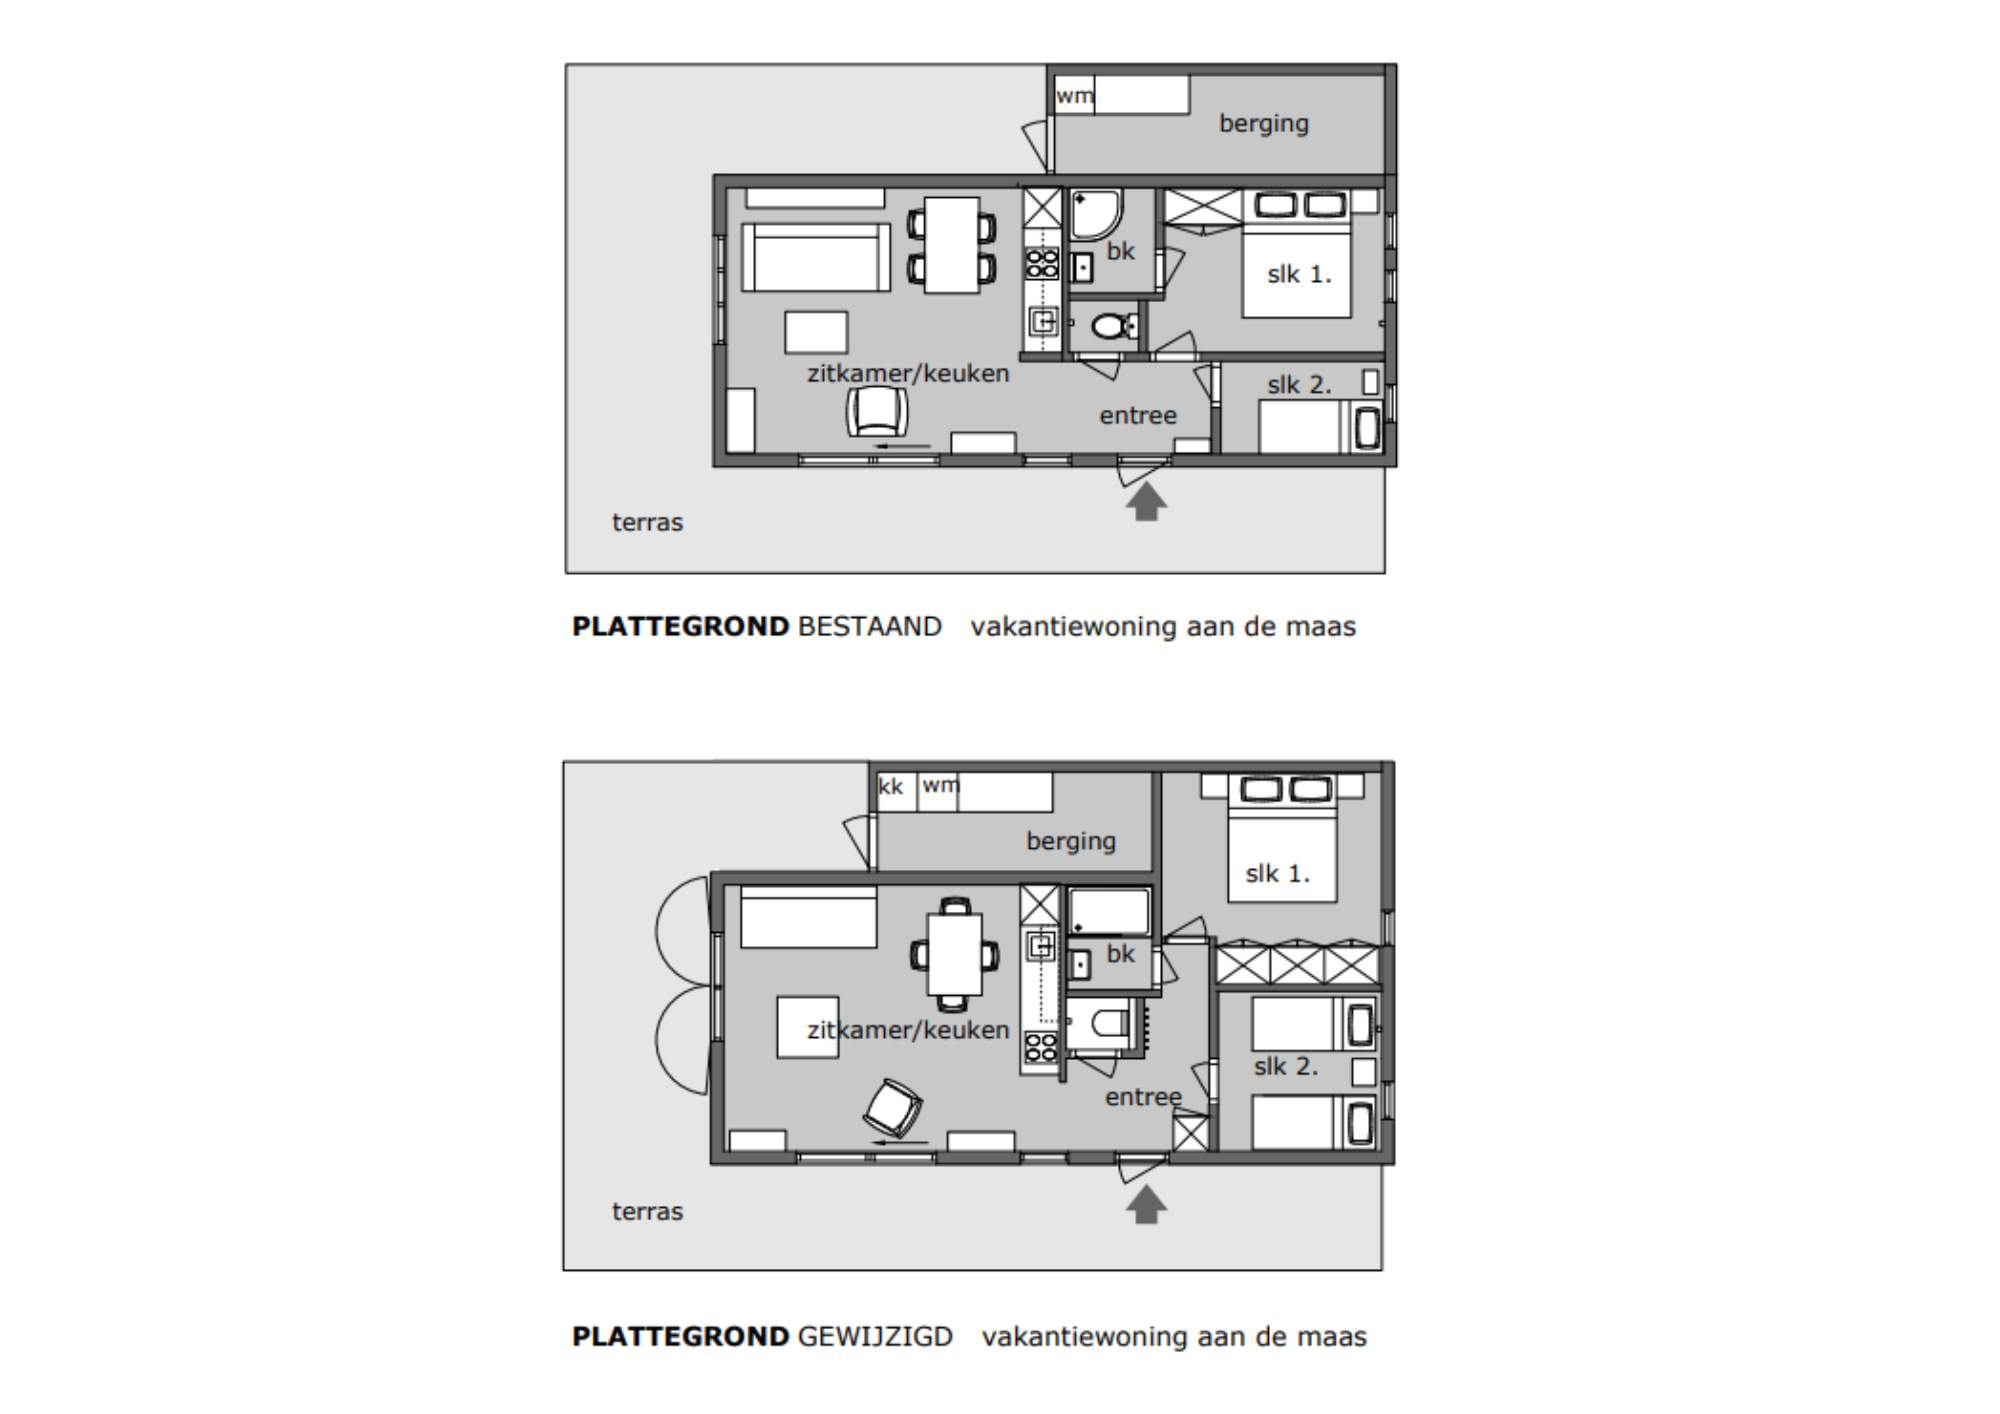 wm
berging
bk
slk 1.
zitkamer/keuken
slk 2.
entree
terras
PLATTEGROND BESTAAND vakantiewoning aan de maas
kk wm
berging
slk 1.
bk
zitkamer/keuken
slk 2.
entree
terras
PLATTEGROND GEWIJZIGD vakantiewoning aan de maas